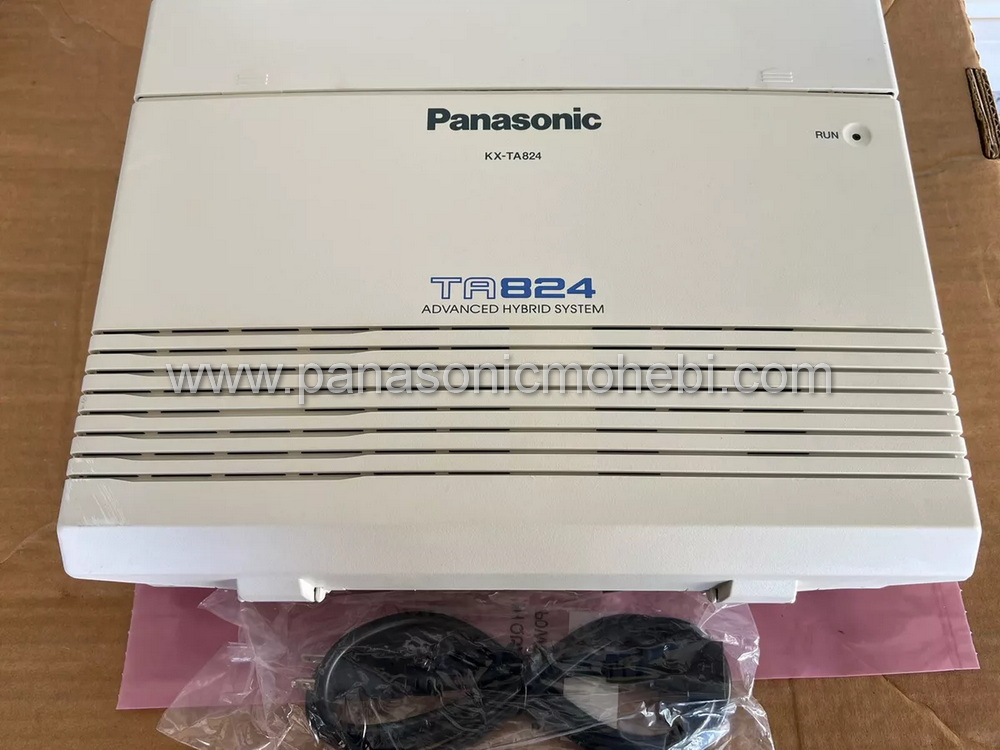 Panasonic
KX-TA824
RUN
TA824
ADVANCED HYBRID SYSTEM
www.panasonicmohebi.com